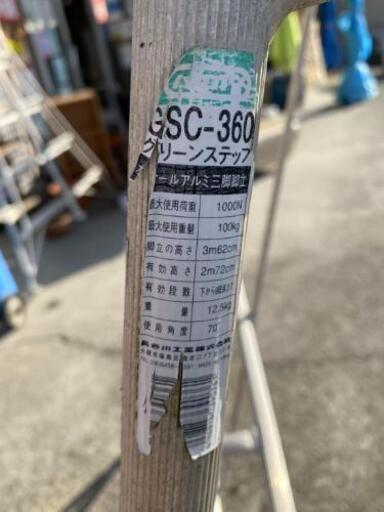 GSC-360
グリーンステップ
オールアルミ三脚脚立
最大使用荷重 1000N
最大使用質量 100kg
脚立の高さ 3m62cm
有効高さ 2m72cm
有効段数
質量 12.5kg
使用角度 70
長谷川工業株式会社